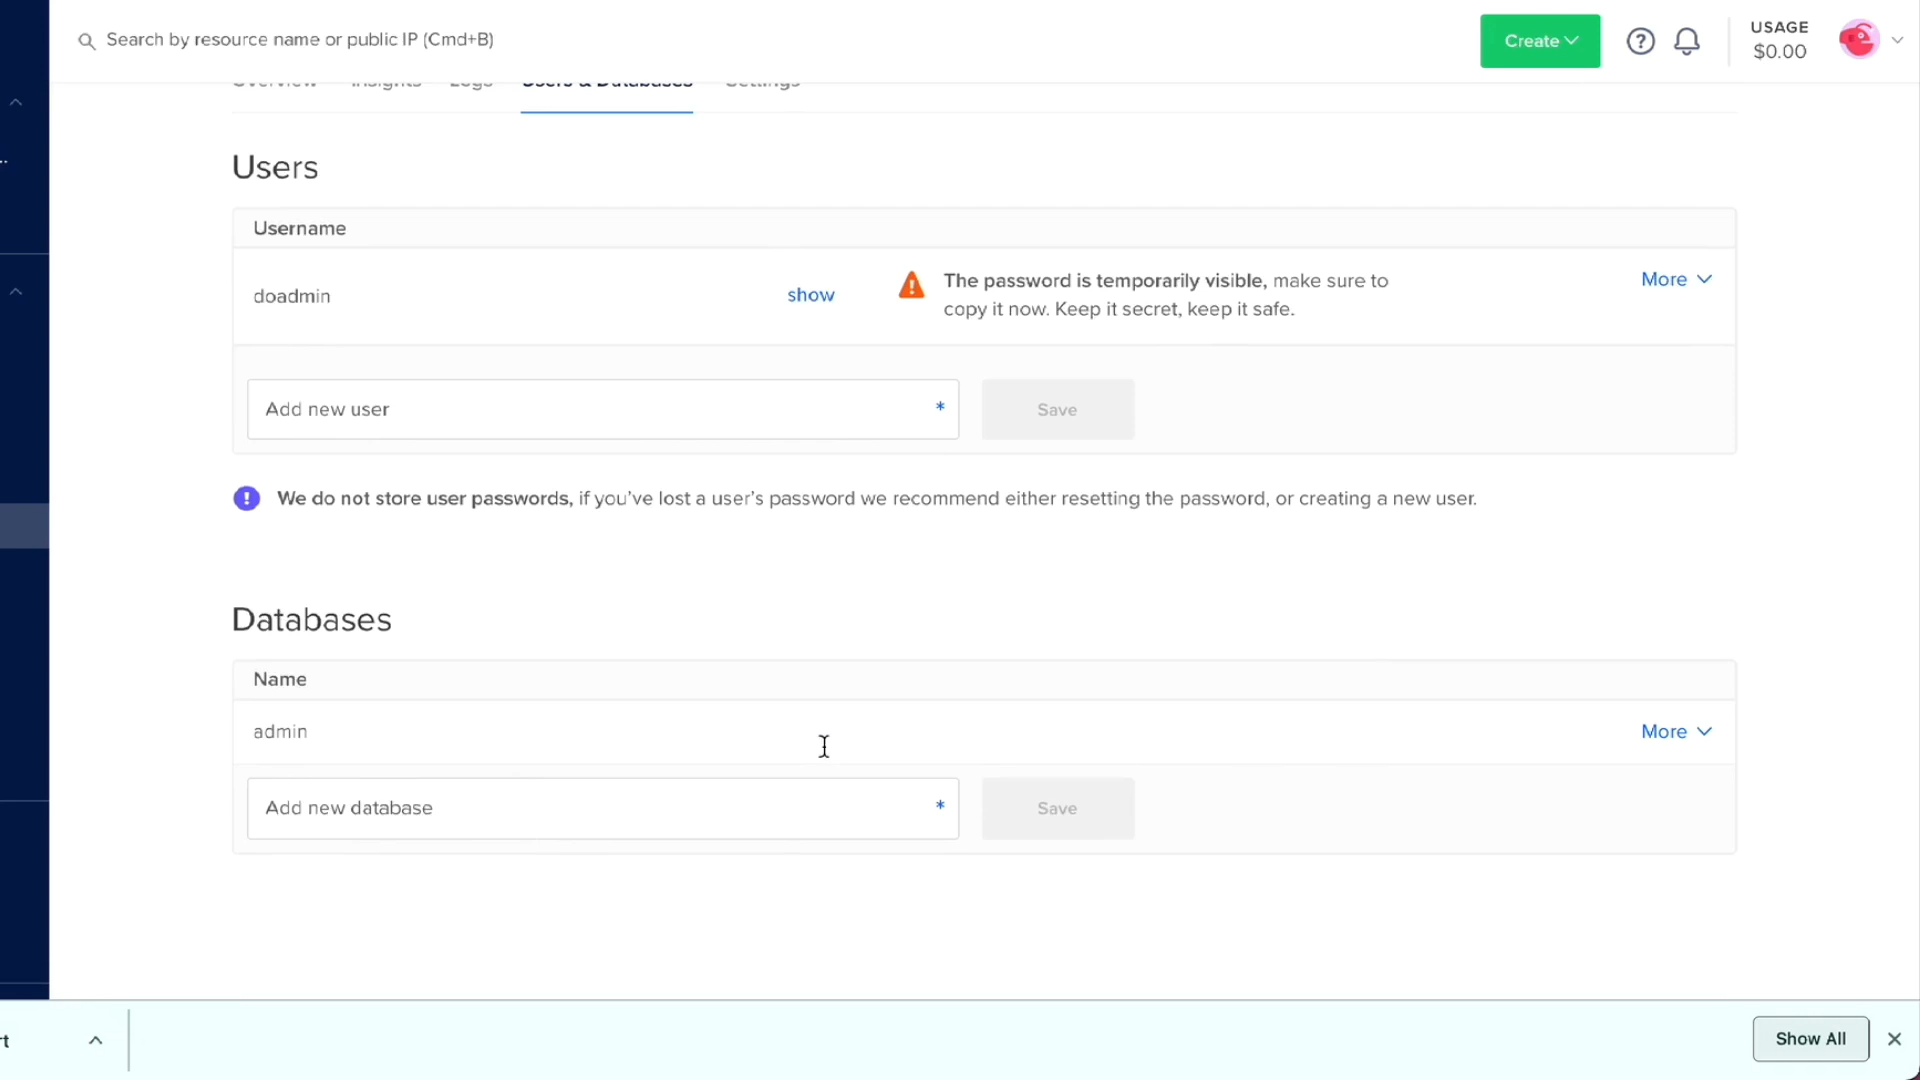 Search by resource name or public IP (Cmd+B)
Create
USAGE
$0.00
Overview Insights Logs Users & Databases Settings
Users
Username
doadmin
show
The password is temporarily visible, make sure to
copy it now. Keep it secret, keep it safe.
More
Add new user *
Save
We do not store user passwords, if you’ve lost a user’s password we recommend either resetting the password, or creating a new user.
Databases
Name
admin
More
Add new database *
Save
Show All